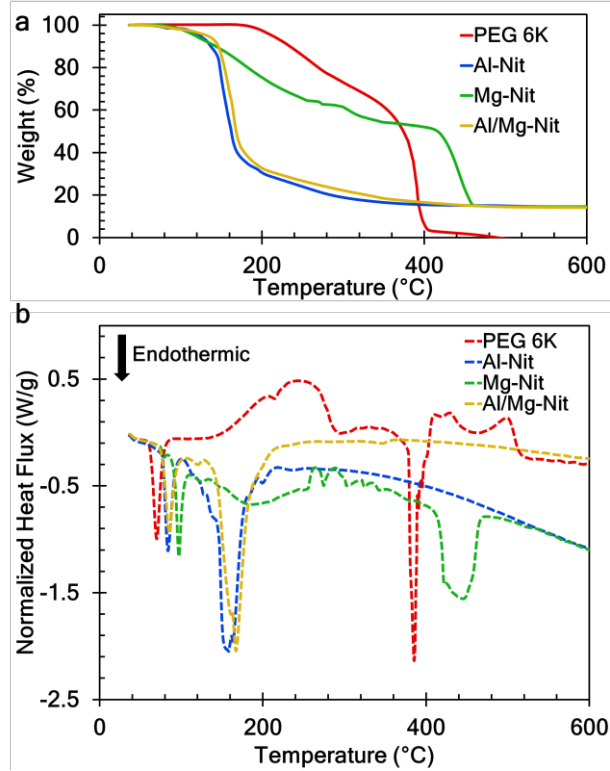 a
100
80
60
40
20
0
Weight (%)
PEG 6K
Al-Nit
Mg-Nit
Al/Mg-Nit
0
200
400
600
Temperature (°C)
b
Endothermic
0.5
-0.5
-1.5
-2.5
Normalized Heat Flux (W/g)
PEG 6K
Al-Nit
Mg-Nit
Al/Mg-Nit
0
200
400
600
Temperature (°C)